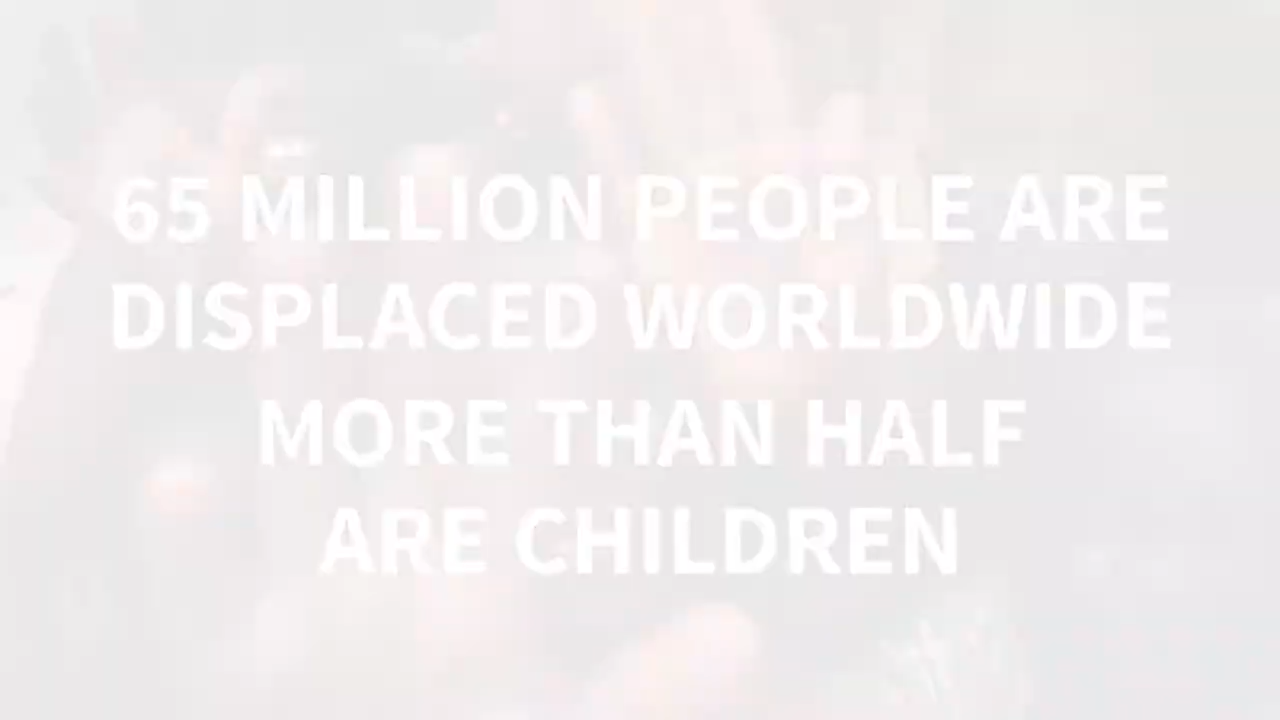 65 MILLION PEOPLE ARE
DISPLACED WORLDWIDE
MORE THAN HALF
ARE CHILDREN